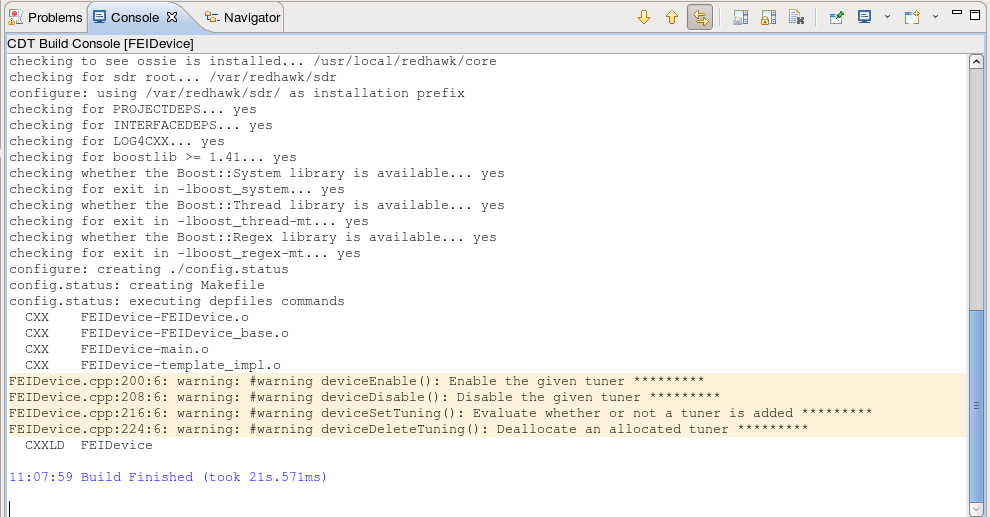 Problems Console Navigator
CDT Build Console [FEIDevice]
checking to see ossie is installed... /usr/local/redhawk/core
checking for sdr root... /var/redhawk/sdr
configure: using /var/redhawk/sdr/ as installation prefix
checking for PROJECTDEPS... yes
checking for INTERFACEDEPS... yes
checking for LOG4CXX... yes
checking for boostlib >= 1.41... yes
checking whether the Boost::System library is available... yes
checking for exit in -lboost_system... yes
checking whether the Boost::Thread library is available... yes
checking for exit in -lboost_thread-mt... yes
checking whether the Boost::Regex library is available... yes
checking for exit in -lboost_regex-mt... yes
configure: creating ./config.status
config.status: creating Makefile
config.status: executing depfiles commands
CXX FEIDevice-FEIDevice.o
CXX FEIDevice-FEIDevice_base.o
CXX FEIDevice-main.o
CXX FEIDevice-template_impl.o
FEIDevice.cpp:200:6: warning: #warning deviceEnable(): Enable the given tuner *********
FEIDevice.cpp:208:6: warning: #warning deviceDisable(): Disable the given tuner *********
FEIDevice.cpp:216:6: warning: #warning deviceSetTuning(): Evaluate whether or not a tuner is added *********
FEIDevice.cpp:224:6: warning: #warning deviceDeleteTuning(): Deallocate an allocated tuner *********
CXXLD FEIDevice
11:07:59 Build Finished (took 21s.571ms)